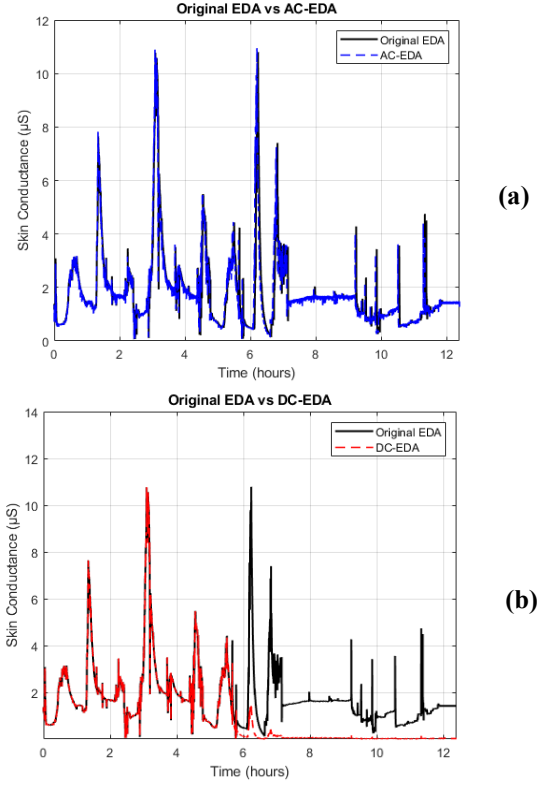 Original EDA vs AC-EDA
12
10
8
6
4
2
0
Skin Conductance (µS)
Original EDA
AC-EDA
0 2 4 6 8 10 12
Time (hours)
(a)
Original EDA vs DC-EDA
14
12
10
8
6
4
2
Skin Conductance (µS)
Original EDA
DC-EDA
0 2 4 6 8 10 12
Time (hours)
(b)